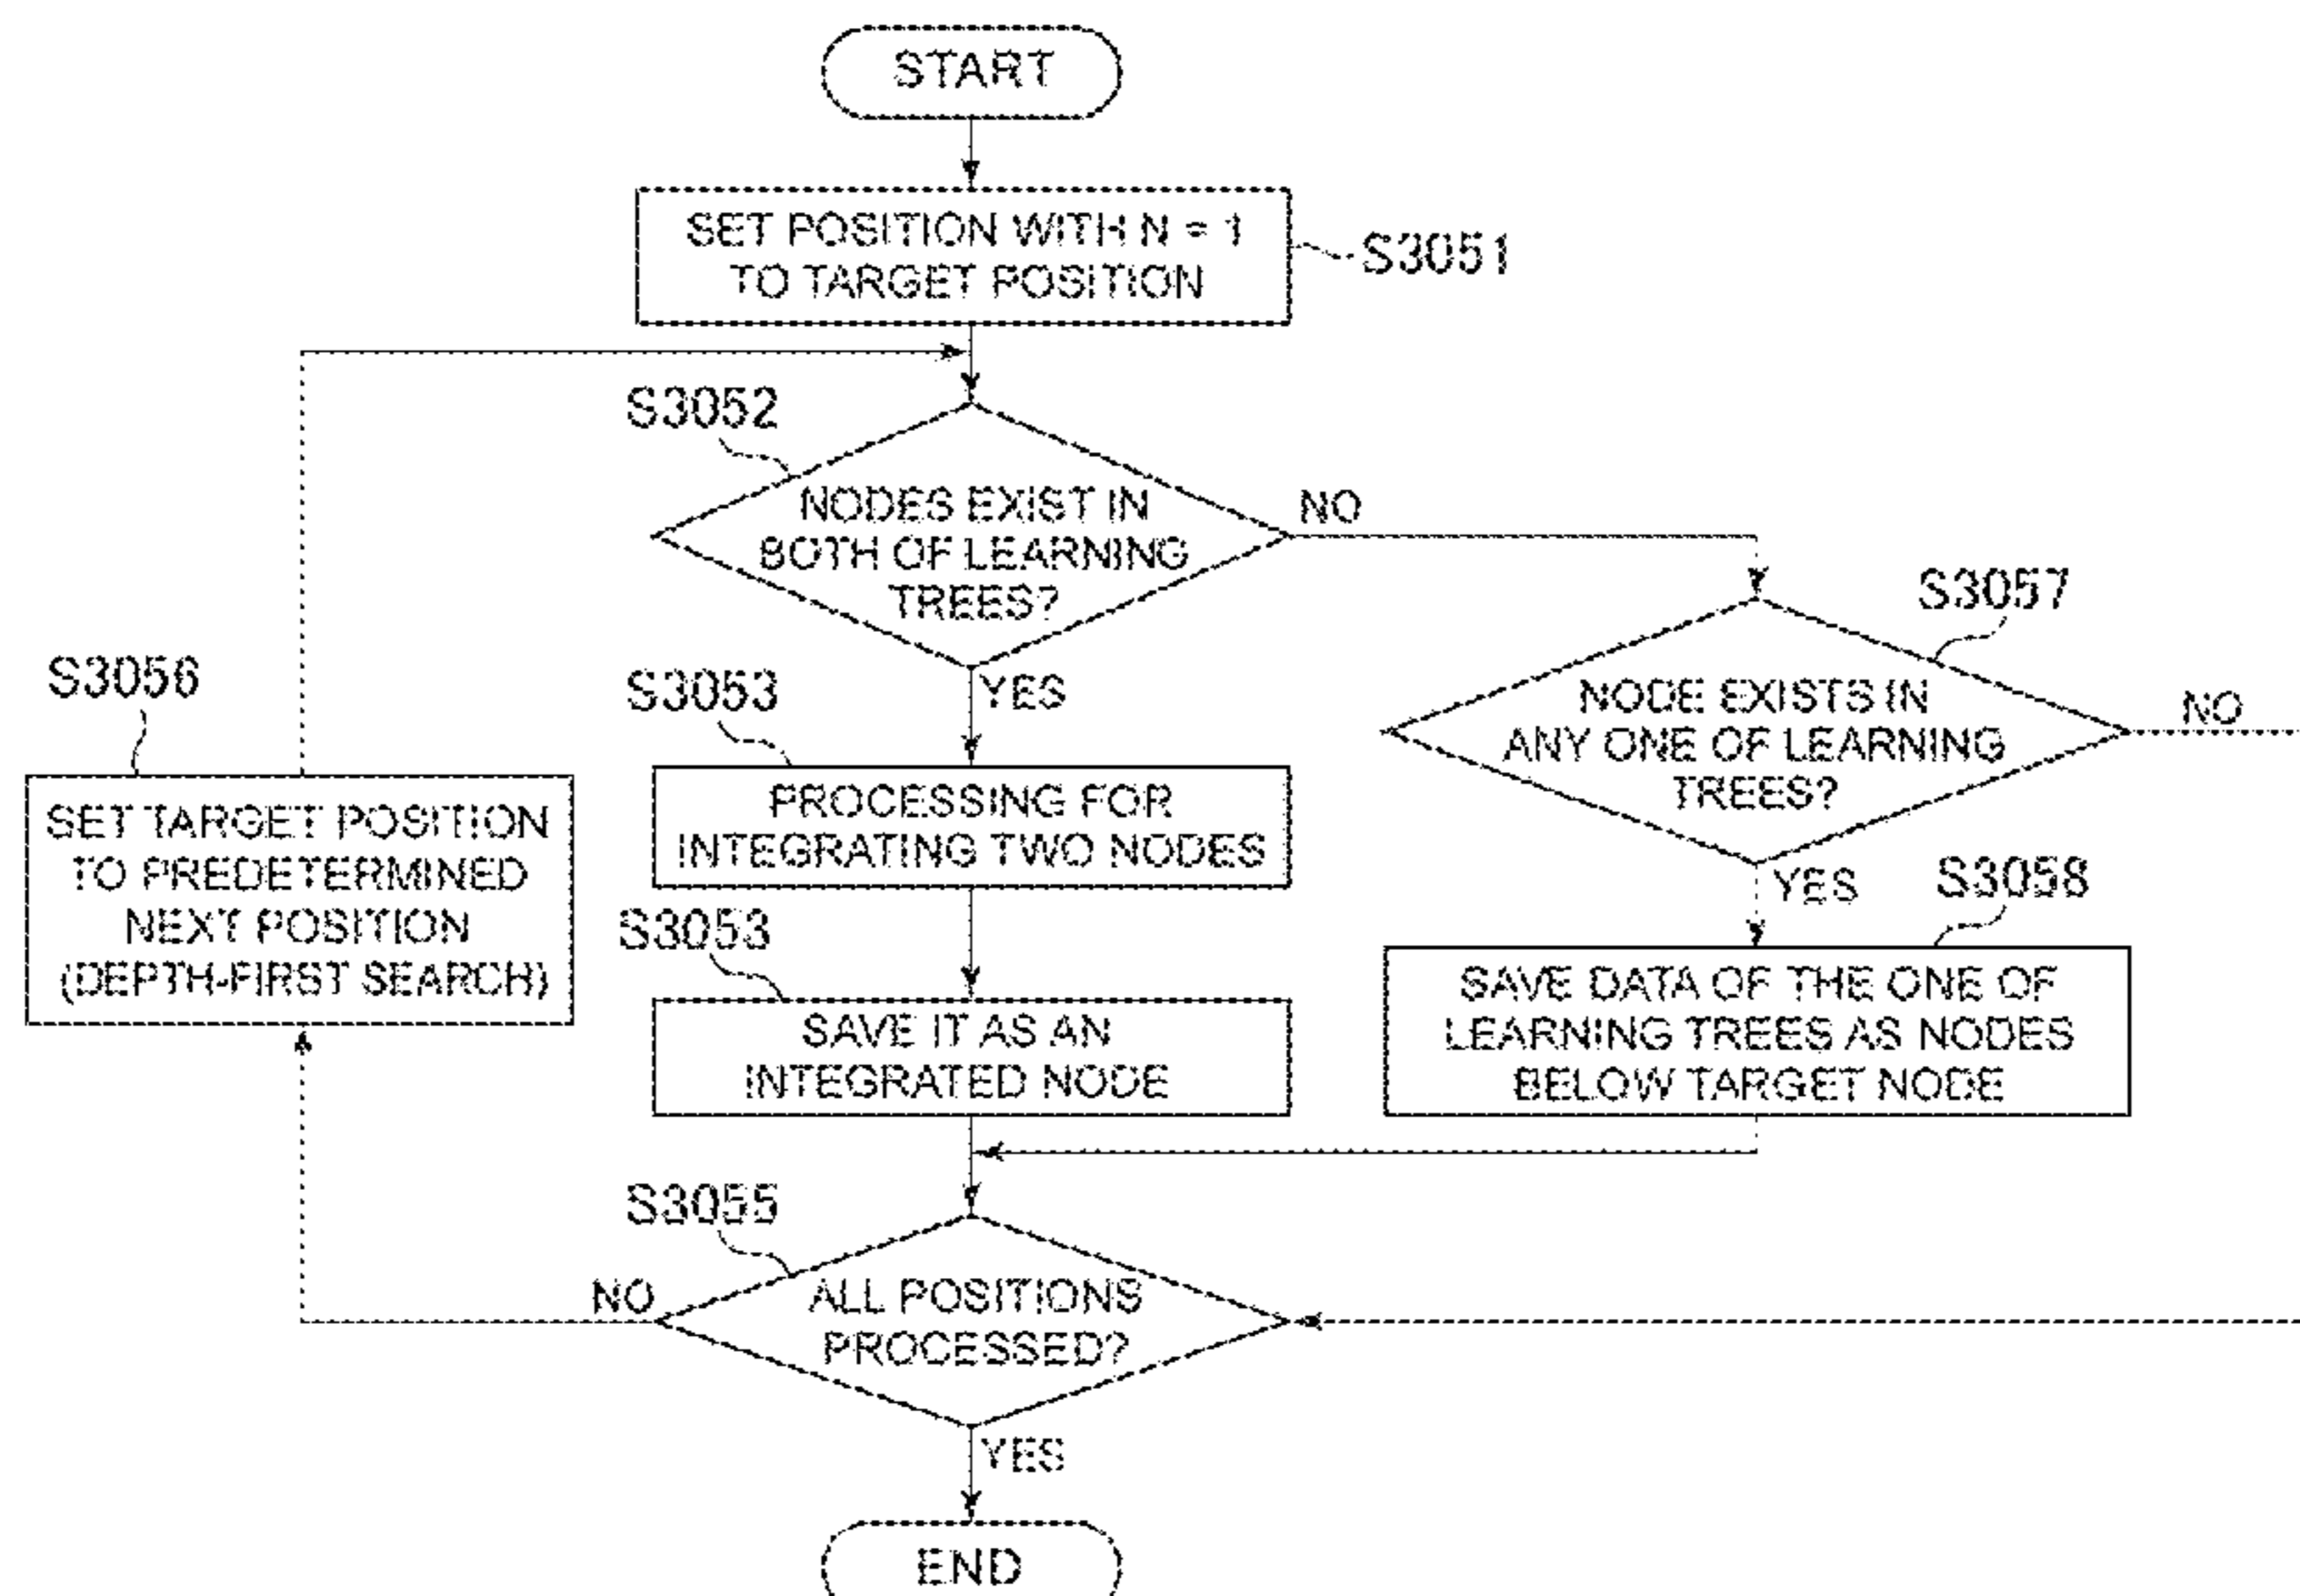 START
SET POSITION WITH N = 1
TO TARGET POSITION
S3051
S3052
NODES EXIST IN
BOTH OF LEARNING
TREES?
NO
YES
S3057
NODE EXISTS IN
ANY ONE OF LEARNING
TREES?
NO
YES
S3056
SET TARGET POSITION
TO PREDETERMINED
NEXT POSITION
(DEPTH-FIRST SEARCH)
S3053
PROCESSING FOR
INTEGRATING TWO NODES
S3053
SAVE IT AS AN
INTEGRATED NODE
S3058
SAVE DATA OF THE ONE OF
LEARNING TREES AS NODES
BELOW TARGET NODE
S3055
ALL POSITIONS
PROCESSED?
NO
YES
END